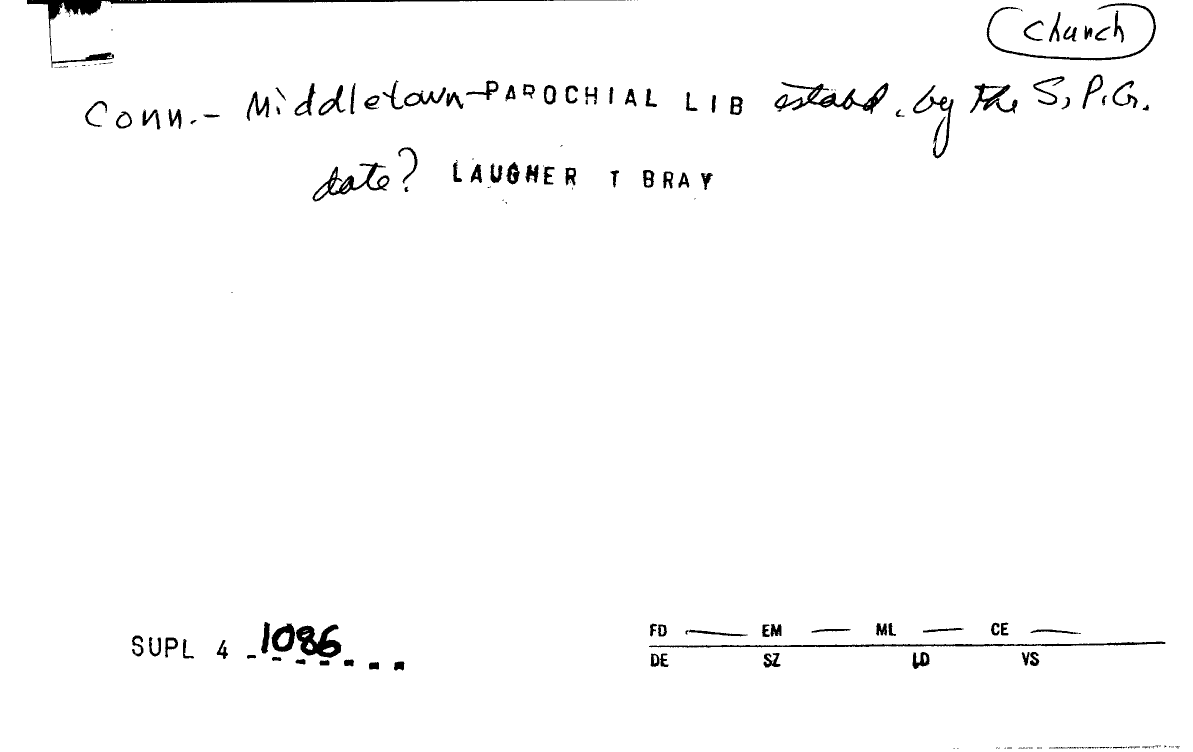 Church
Conn.- Middletown-PAROCHIAL LIB estabd. by the S.P.G.
date? LAUGHER T BRAY
SUPL 4 1086
FD EM ML CE
DE SZ LD VS